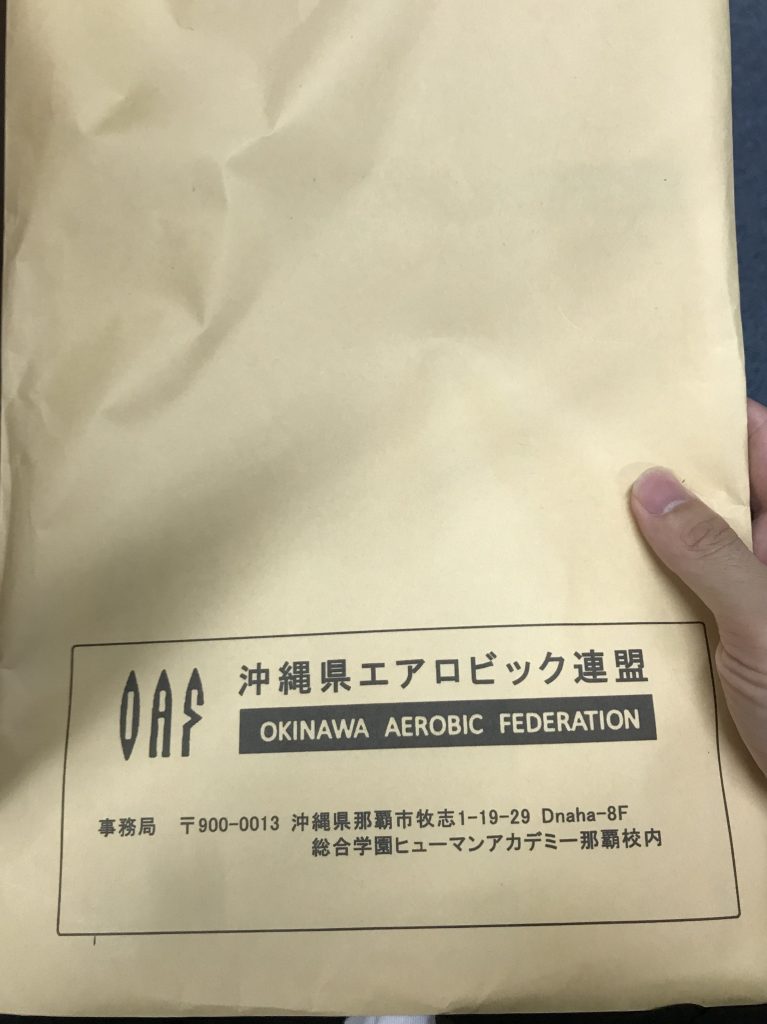 OAF
沖縄県エアロビック連盟
OKINAWA AEROBIC FEDERATION
事務局 〒900-0013 沖縄県那覇市牧志1-19-29 Dnaha-8F
総合学園ヒューマンアカデミー那覇校内